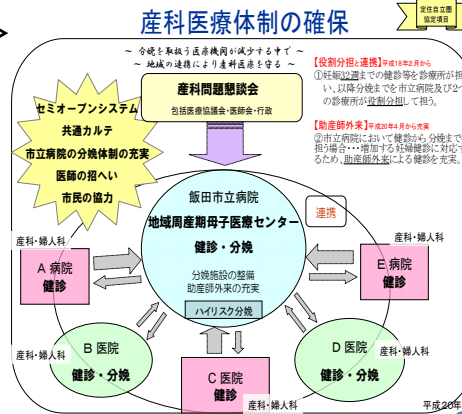 産科医療体制の確保
定住自立圏
協定項目
～ 分娩を取扱う医療機関が減少する中で ～
～ 地域の連携により産科医療を守る ～
産科問題懇談会
包括医療協議会・医師会・行政
【役割分担と連携】平成18年2月から
①妊娠32週までの健診等を診療所が担
い、以降分娩までを市立病院及び2つ
の診療所が役割分担して担う。
【助産師外来】平成20年4月から充実
②市立病院において健診から分娩まで
担う場合・・・増加する妊婦健診に対応す
るため、助産師外来による健診を充実。
セミオープンシステム
共通カルテ
市立病院の分娩体制の充実
医師の招へい
市民の協力
飯田市立病院
地域周産期母子医療センター
健診・分娩
分娩施設の整備
助産師外来の充実
ハイリスク分娩
連携
産科・婦人科
A 病院
健診
産科・婦人科
E 病院
健診
産科・婦人科
B 医院
健診・分娩
C 医院
健診
産科・婦人科
D 医院
健診・分娩
産科・婦人科
平成20年